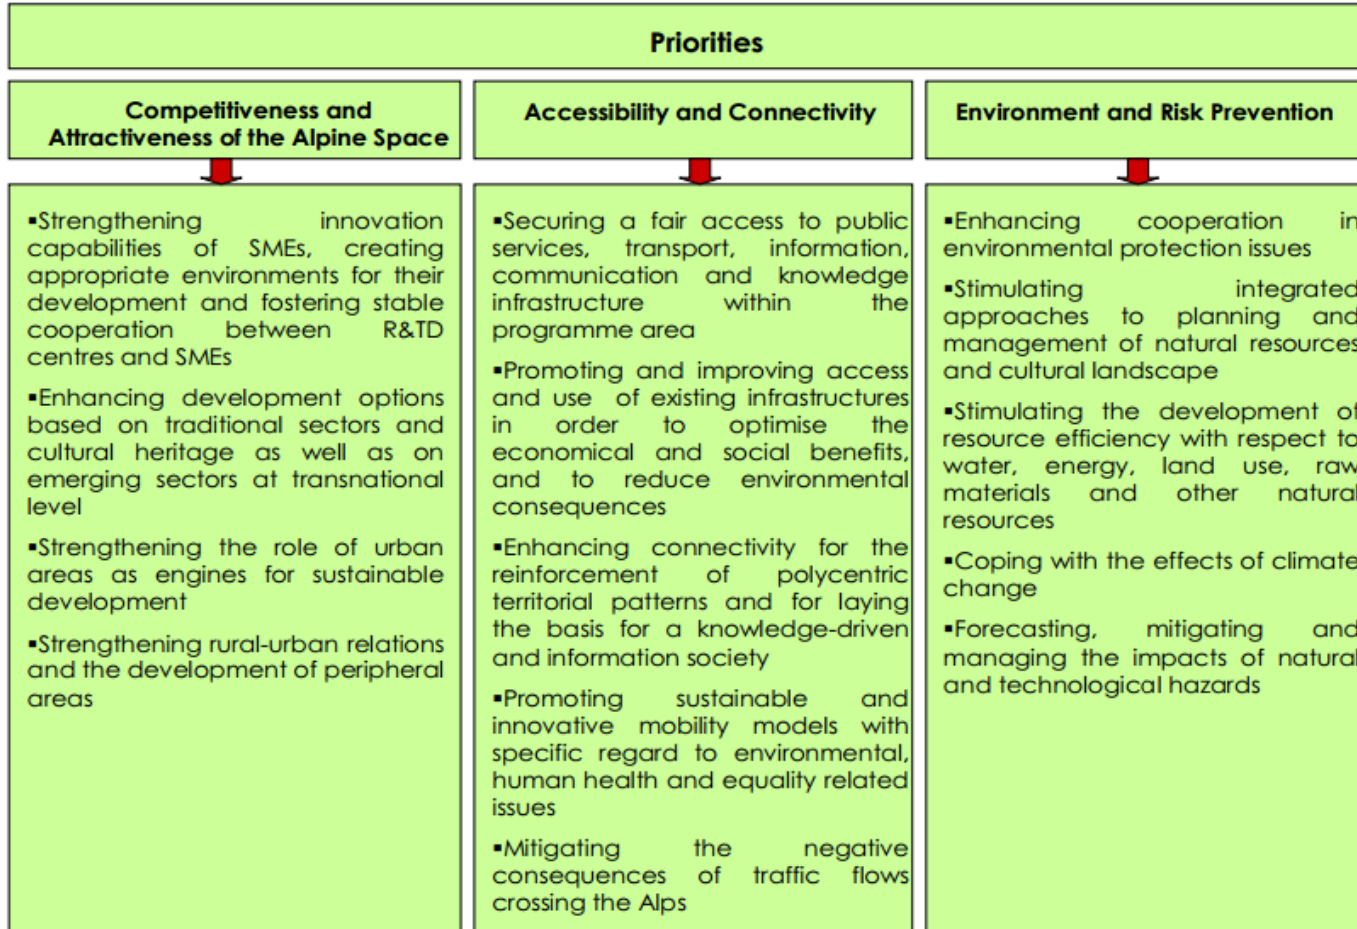 Priorities
Competitiveness and
Attractiveness of the Alpine Space
▪Strengthening innovation
capabilities of SMEs, creating
appropriate environments for their
development and fostering stable
cooperation between R&TD
centres and SMEs
▪Enhancing development options
based on traditional sectors and
cultural heritage as well as on
emerging sectors at transnational
level
▪Strengthening the role of urban
areas as engines for sustainable
development
▪Strengthening rural-urban relations
and the development of peripheral
areas
Accessibility and Connectivity
▪Securing a fair access to public
services, transport, information,
communication and knowledge
infrastructure within the
programme area
▪Promoting and improving access
and use of existing infrastructures
in order to optimise the
economical and social benefits,
and to reduce environmental
consequences
▪Enhancing connectivity for the
reinforcement of polycentric
territorial patterns and for laying
the basis for a knowledge-driven
and information society
▪Promoting sustainable and
innovative mobility models with
specific regard to environmental,
human health and equality related
issues
▪Mitigating the negative
consequences of traffic flows
crossing the Alps
Environment and Risk Prevention
▪Enhancing cooperation in
environmental protection issues
▪Stimulating integrated
approaches to planning and
management of natural resources
and cultural landscape
▪Stimulating the development of
resource efficiency with respect to
water, energy, land use, raw
materials and other natural
resources
▪Coping with the effects of climate
change
▪Forecasting, mitigating and
managing the impacts of natural
and technological hazards